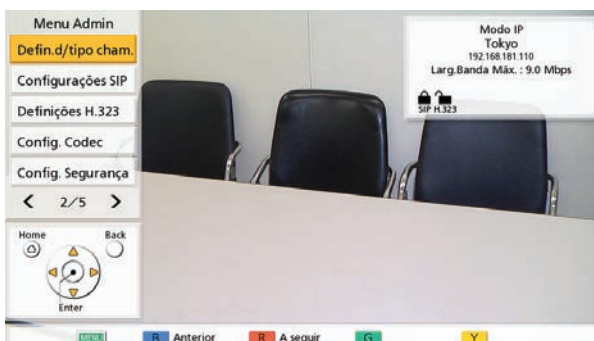 Menu Admin
Defin.d/tipo cham.
Configurações SIP
Definições H.323
Config. Codec
Config. Segurança
< 2/5 >
Home Back
Enter
Modo IP
Tokyo
192.168.181.110
Larg.Banda Máx. : 9.0 Mbps
SIP H.323
MENU B Anterior R A seguir G Y